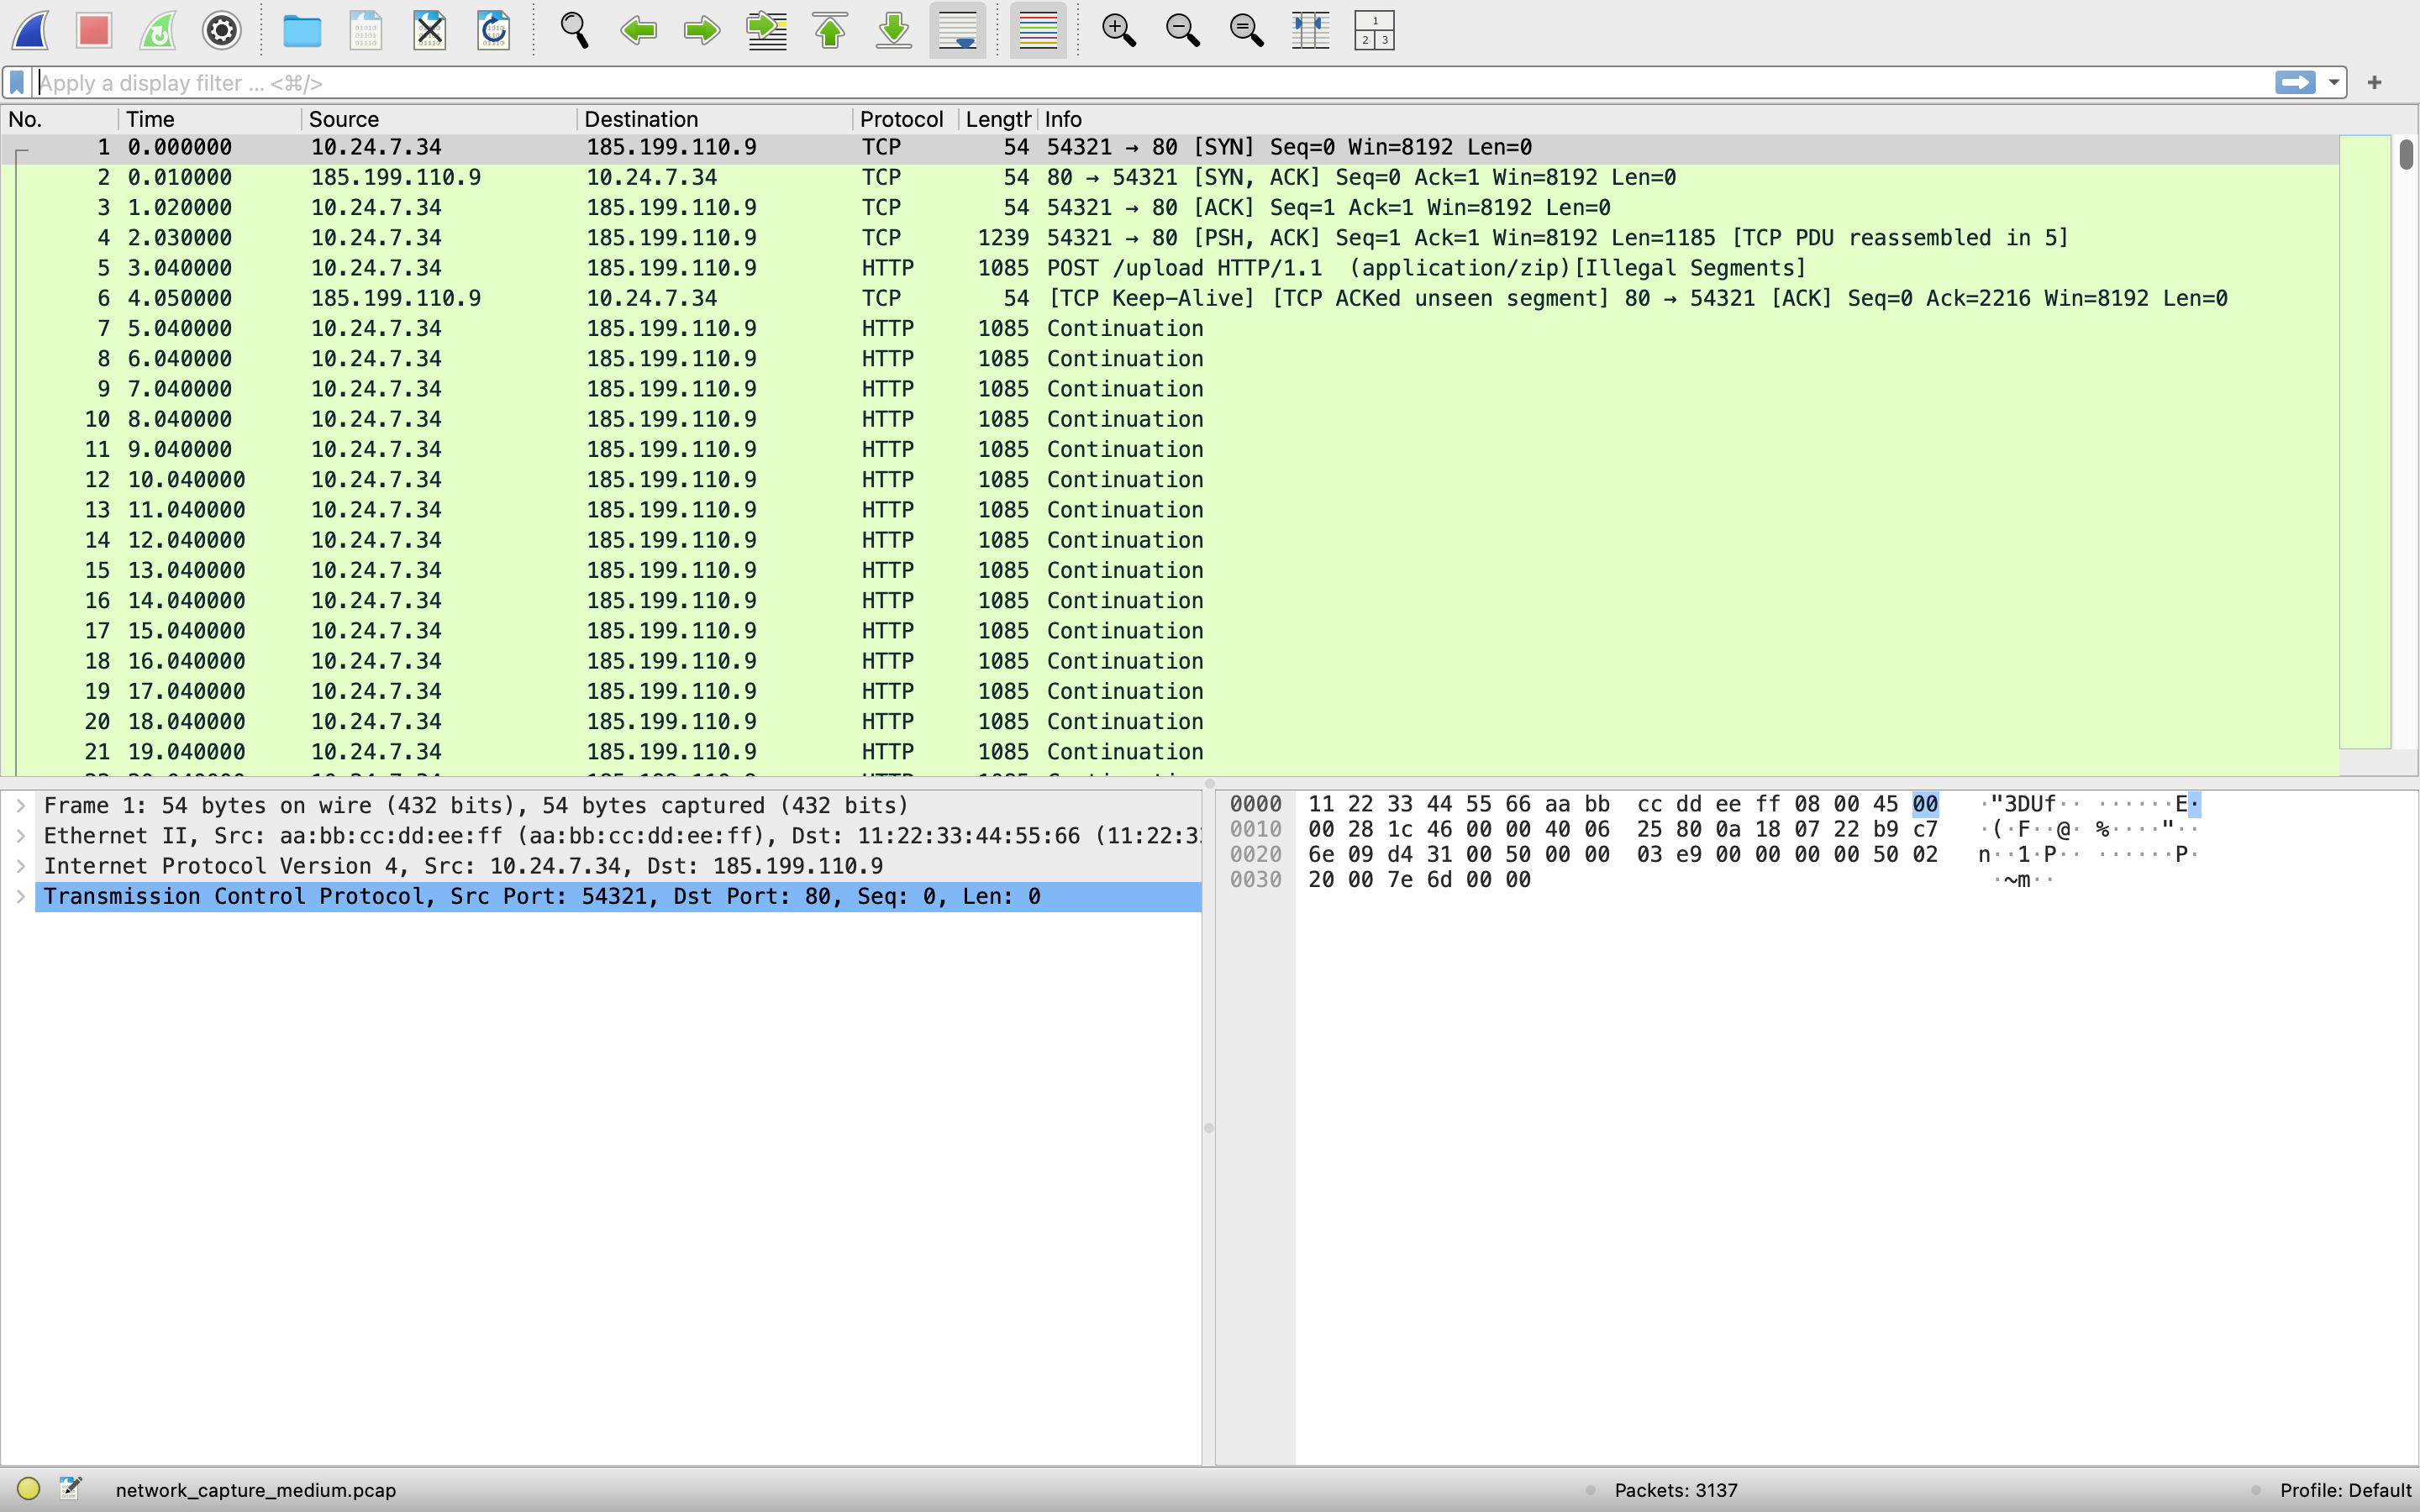 Apply a display filter ... <⌘/>
No. Time Source Destination Protocol Length Info
1 0.000000 10.24.7.34 185.199.110.9 TCP 54 54321 → 80 [SYN] Seq=0 Win=8192 Len=0
2 0.010000 185.199.110.9 10.24.7.34 TCP 54 80 → 54321 [SYN, ACK] Seq=0 Ack=1 Win=8192 Len=0
3 1.020000 10.24.7.34 185.199.110.9 TCP 54 54321 → 80 [ACK] Seq=1 Ack=1 Win=8192 Len=0
4 2.030000 10.24.7.34 185.199.110.9 TCP 1239 54321 → 80 [PSH, ACK] Seq=1 Ack=1 Win=8192 Len=1185 [TCP PDU reassembled in 5]
5 3.040000 10.24.7.34 185.199.110.9 HTTP 1085 POST /upload HTTP/1.1  (application/zip)[Illegal Segments]
6 4.050000 185.199.110.9 10.24.7.34 TCP 54 [TCP Keep-Alive] [TCP ACKed unseen segment] 80 → 54321 [ACK] Seq=0 Ack=2216 Win=8192 Len=0
7 5.040000 10.24.7.34 185.199.110.9 HTTP 1085 Continuation
8 6.040000 10.24.7.34 185.199.110.9 HTTP 1085 Continuation
9 7.040000 10.24.7.34 185.199.110.9 HTTP 1085 Continuation
10 8.040000 10.24.7.34 185.199.110.9 HTTP 1085 Continuation
11 9.040000 10.24.7.34 185.199.110.9 HTTP 1085 Continuation
12 10.040000 10.24.7.34 185.199.110.9 HTTP 1085 Continuation
13 11.040000 10.24.7.34 185.199.110.9 HTTP 1085 Continuation
14 12.040000 10.24.7.34 185.199.110.9 HTTP 1085 Continuation
15 13.040000 10.24.7.34 185.199.110.9 HTTP 1085 Continuation
16 14.040000 10.24.7.34 185.199.110.9 HTTP 1085 Continuation
17 15.040000 10.24.7.34 185.199.110.9 HTTP 1085 Continuation
18 16.040000 10.24.7.34 185.199.110.9 HTTP 1085 Continuation
19 17.040000 10.24.7.34 185.199.110.9 HTTP 1085 Continuation
20 18.040000 10.24.7.34 185.199.110.9 HTTP 1085 Continuation
21 19.040000 10.24.7.34 185.199.110.9 HTTP 1085 Continuation
Frame 1: 54 bytes on wire (432 bits), 54 bytes captured (432 bits)
Ethernet II, Src: aa:bb:cc:dd:ee:ff (aa:bb:cc:dd:ee:ff), Dst: 11:22:33:44:55:66 (11:22:3
Internet Protocol Version 4, Src: 10.24.7.34, Dst: 185.199.110.9
Transmission Control Protocol, Src Port: 54321, Dst Port: 80, Seq: 0, Len: 0
0000 11 22 33 44 55 66 aa bb cc dd ee ff 08 00 45 00 ·"3DUf·· ······E·
0010 00 28 1c 46 00 00 40 06 25 80 0a 18 07 22 b9 c7 ·(·F··@· %····"··
0020 6e 09 d4 31 00 50 00 00 03 e9 00 00 00 00 50 02 n··1·P·· ······P·
0030 20 00 7e 6d 00 00 ·~m··
network_capture_medium.pcap
Packets: 3137
Profile: Default